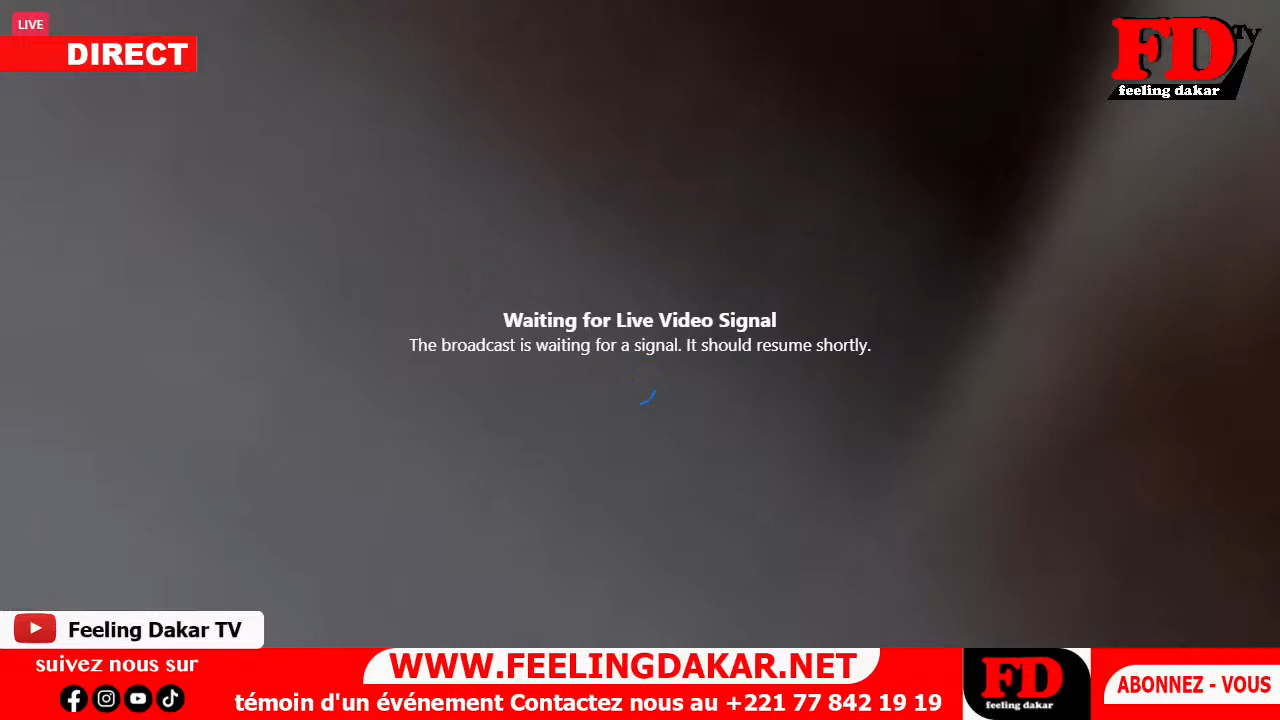 LIVE
DIRECT
FD Tv
feeling dakar
Waiting for Live Video Signal
The broadcast is waiting for a signal. It should resume shortly.
Feeling Dakar TV
suivez nous sur
WWW.FEELINGDAKAR.NET
témoin d'un événement Contactez nous au +221 77 842 19 19
FD
feeling dakar
ABONNEZ - VOUS